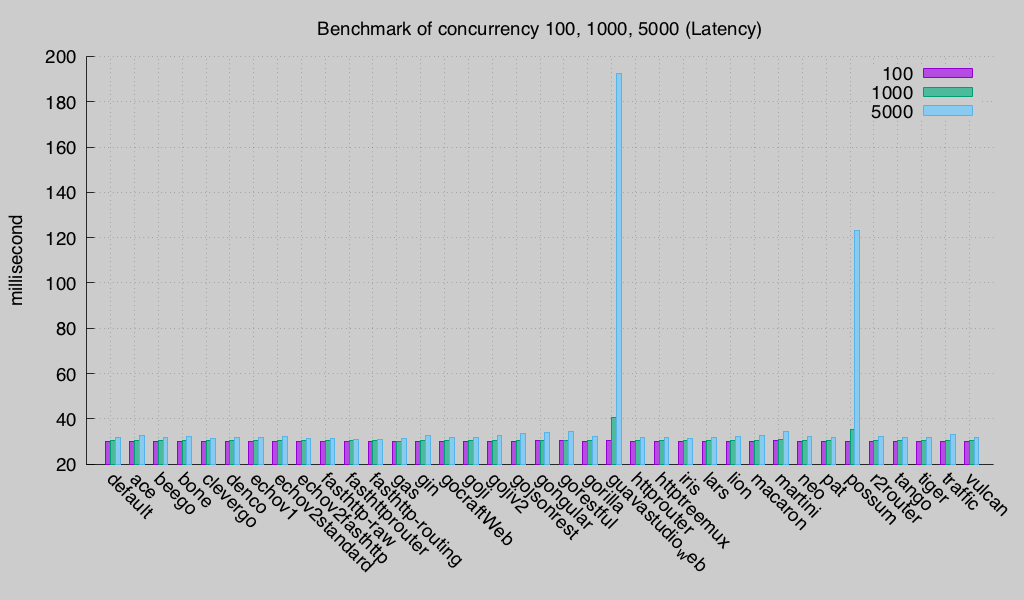 Benchmark of concurrency 100, 1000, 5000 (Latency)
200
180
160
140
120
100
80
60
40
20
millisecond
100
1000
5000
default
ace
beego
bone
clevergo
denco
echov1
echov2standard
echov2fasthttp
fasthttp-raw
fasthttprouter
fasthttp-routing
gas
gin
gocraftWeb
goji
gojiv2
gojsonrest
gongular
gorestful
gorilla
guavastudioweb
httprouter
httptreemux
iris
lars
lion
macaron
martini
neo
pat
possum
r2router
tango
tiger
traffic
vulcan